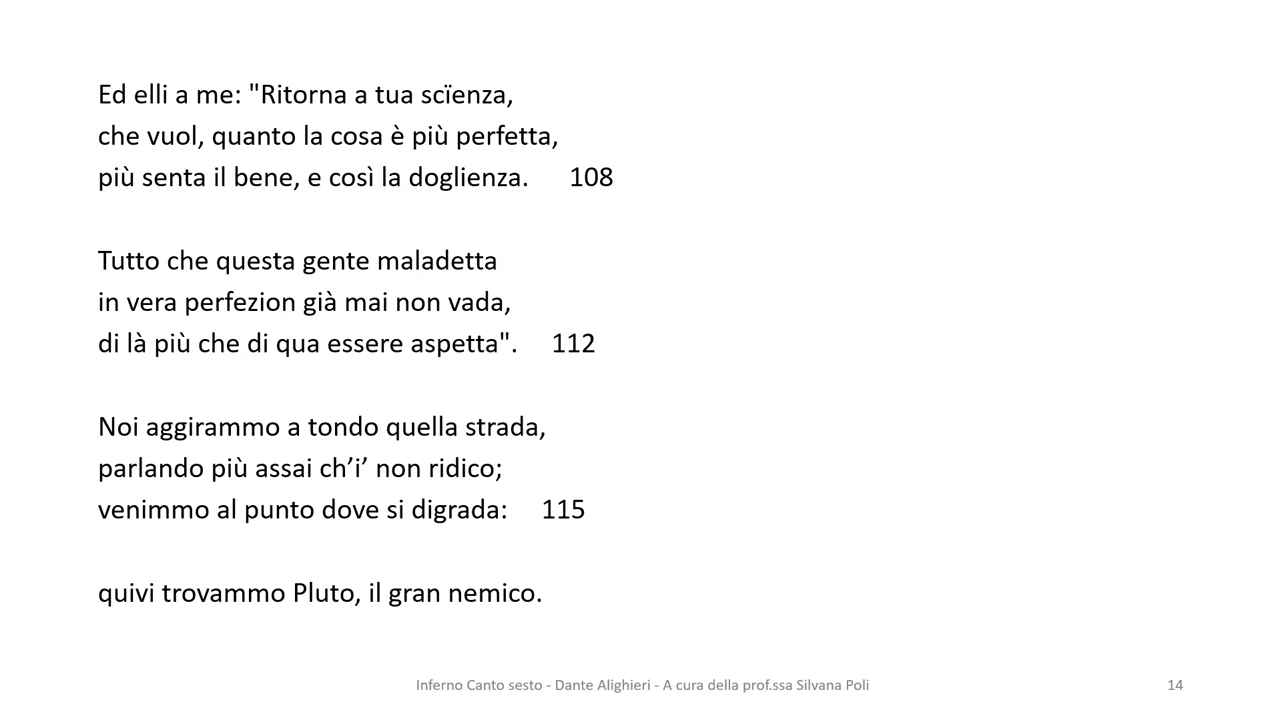 Ed elli a me: "Ritorna a tua scïenza,
che vuol, quanto la cosa è più perfetta,
più senta il bene, e così la doglienza. 108
Tutto che questa gente maladetta
in vera perfezion già mai non vada,
di là più che di qua essere aspetta". 112
Noi aggirammo a tondo quella strada,
parlando più assai ch’i’ non ridico;
venimmo al punto dove si digrada: 115
quivi trovammo Pluto, il gran nemico.
Inferno Canto sesto - Dante Alighieri - A cura della prof.ssa Silvana Poli 14